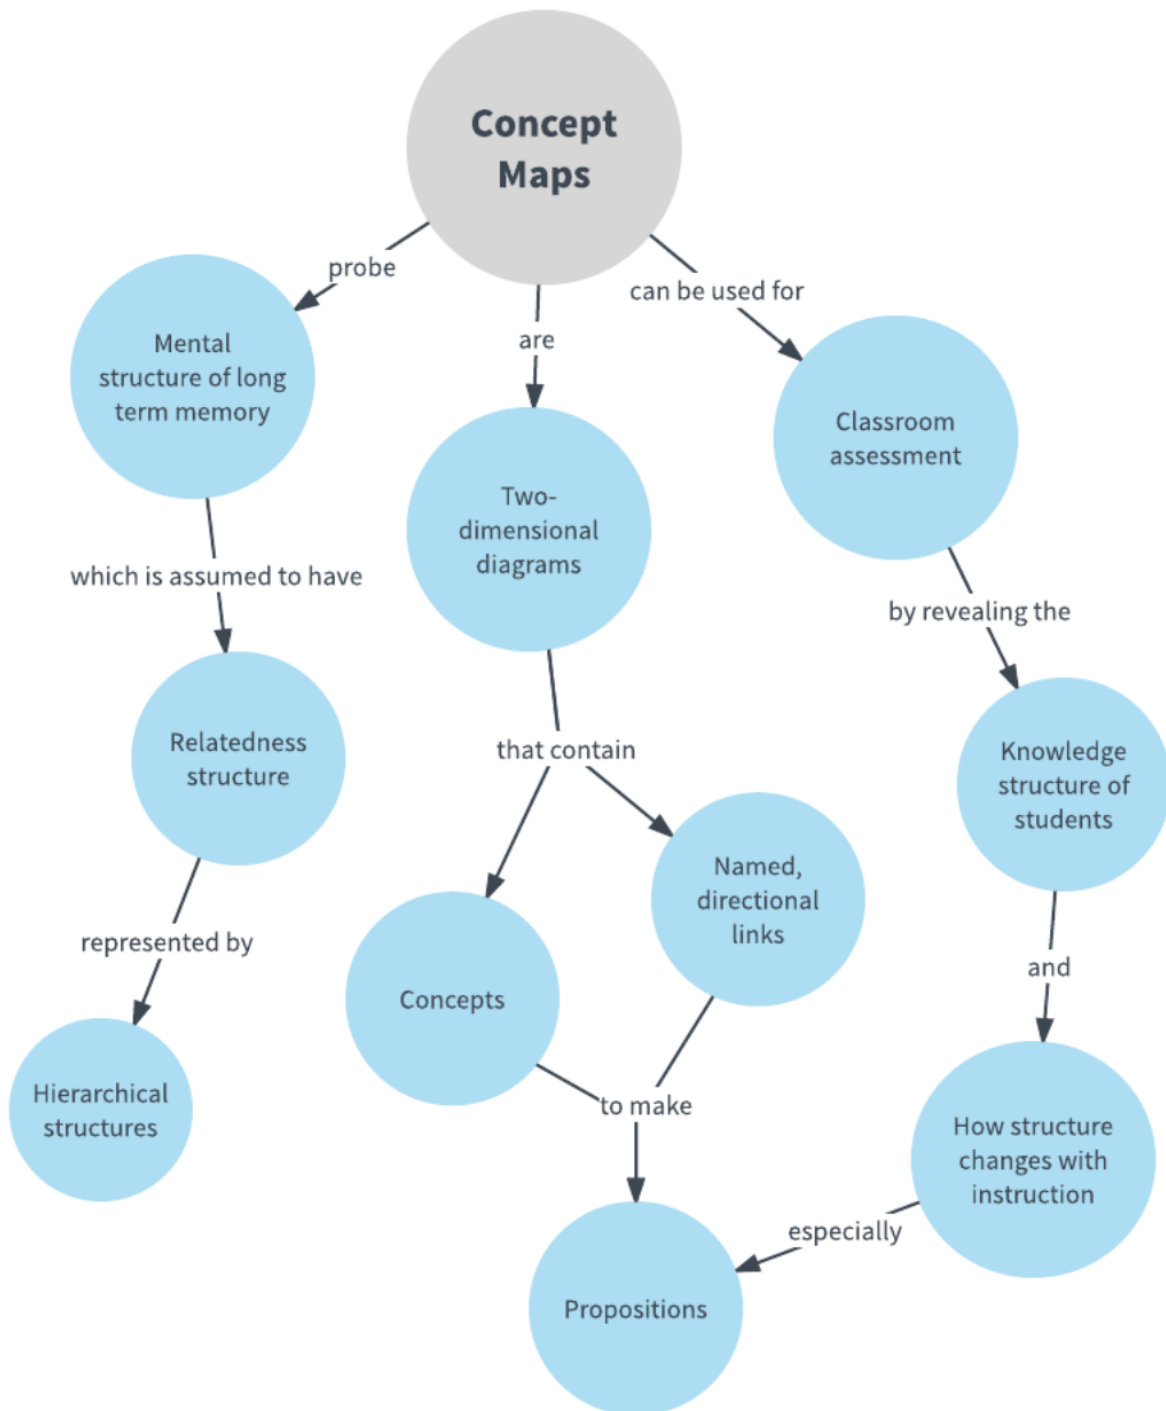 Concept
Maps
probe
can be used for
are
Mental
structure of long
term memory
Classroom
assessment
Two-
dimensional
diagrams
which is assumed to have
by revealing the
Relatedness
structure
that contain
Knowledge
structure of
students
Named,
directional
links
represented by
and
Concepts
Hierarchical
structures
to make
How structure
changes with
instruction
especially
Propositions